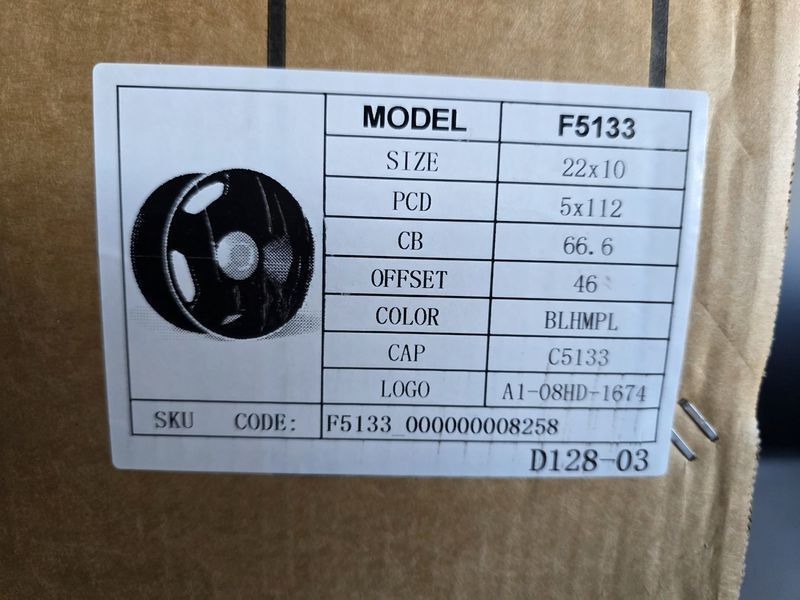 MODEL F5133
SIZE 22x10
PCD 5x112
CB 66.6
OFFSET 46
COLOR BLHMPL
CAP C5133
LOGO A1-08HD-1674
SKU CODE: F5133_000000008258
D128-03